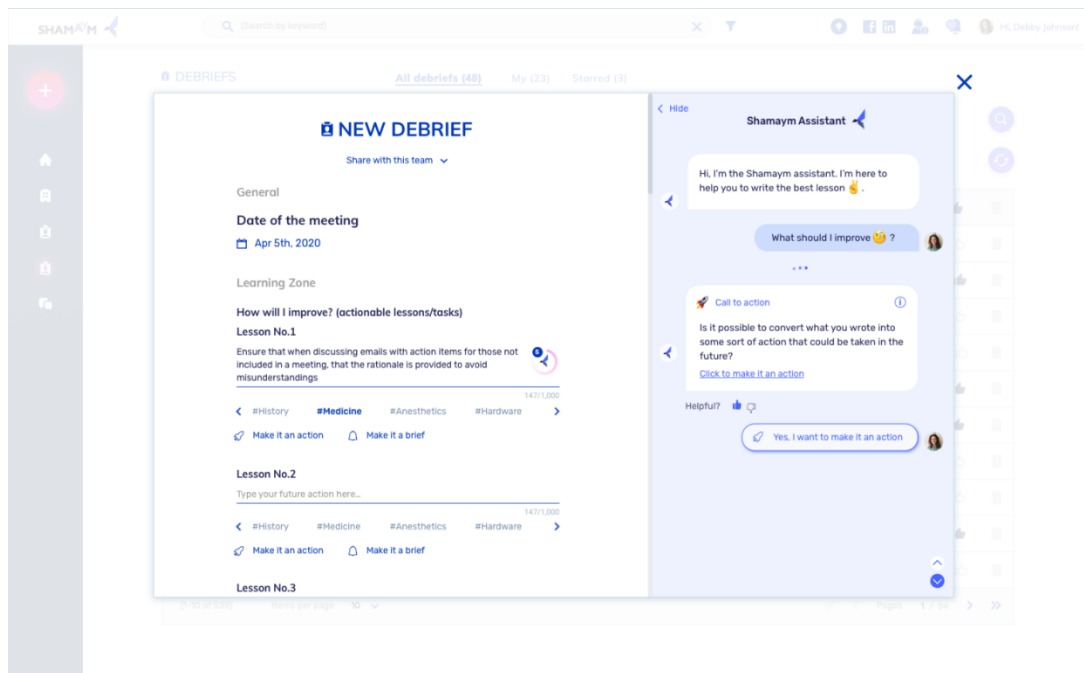 SHAMAYM
(Search by keyword)
Hi, Debby Johnson!
DEBRIEFS
All debriefs (48)
My (23)
Starred (3)
NEW DEBRIEF
Share with this team
General
Date of the meeting
Apr 5th, 2020
Learning Zone
How will I improve? (actionable lessons/tasks)
Lesson No.1
Ensure that when discussing emails with action items for those not
included in a meeting, that the rationale is provided to avoid
misunderstandings
5
147/1,000
#History #Medicine #Anesthetics #Hardware
Make it an action Make it a brief
Lesson No.2
Type your future action here...
147/1,000
#History #Medicine #Anesthetics #Hardware
Make it an action Make it a brief
Lesson No.3
Hide
Shamaym Assistant
Hi, I'm the Shamaym assistant. I'm here to
help you to write the best lesson ✌ .
What should I improve 🧐 ?
Call to action
Is it possible to convert what you wrote into
some sort of action that could be taken in the
future?
Click to make it an action
Helpful?
Yes, I want to make it an action
Items per page 10
Pages 1 / 54